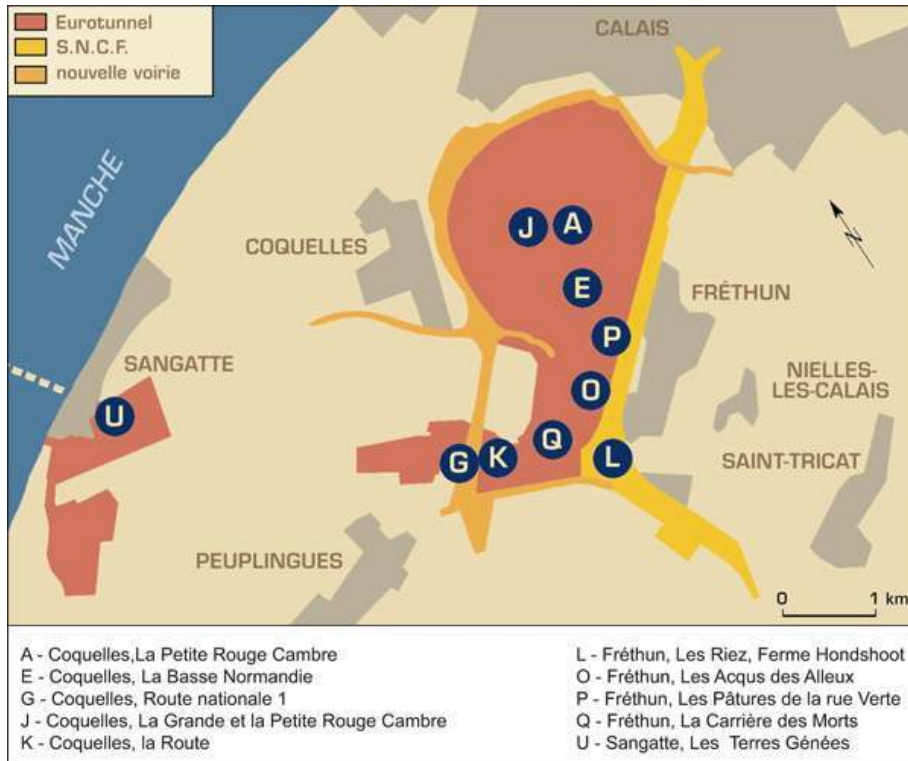 Eurotunnel
S.N.C.F.
nouvelle voirie
CALAIS
MANCHE
N
COQUELLES
J
A
E
FRÉTHUN
P
SANGATTE
NIELLES-
LES-CALAIS
O
U
Q
G
K
L
SAINT-TRICAT
PEUPLINGUES
0 1 km
A - Coquelles,La Petite Rouge Cambre
E - Coquelles, La Basse Normandie
G - Coquelles, Route nationale 1
J - Coquelles, La Grande et la Petite Rouge Cambre
K - Coquelles, la Route
L - Fréthun, Les Riez, Ferme Hondshoot
O - Fréthun, Les Acqus des Alleux
P - Fréthun, Les Pâtures de la rue Verte
Q - Fréthun, La Carrière des Morts
U - Sangatte, Les Terres Génées